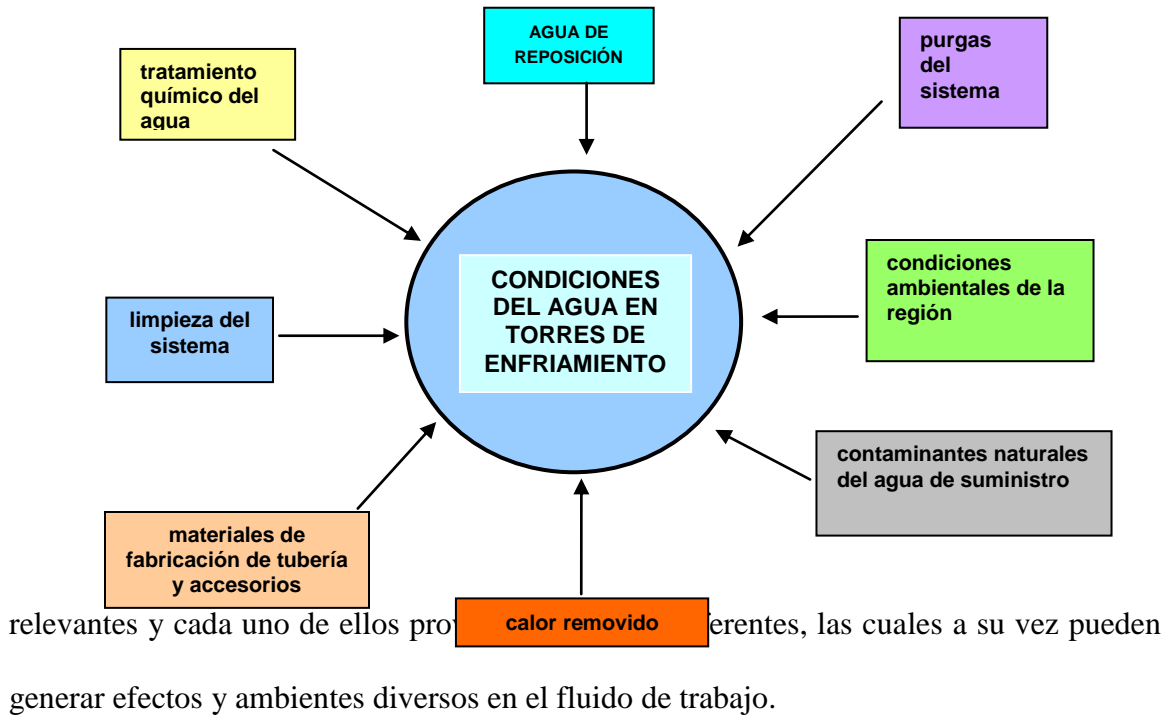 AGUA DE
REPOSICIÓN
purgas
del
sistema
tratamiento
químico del
agua
condiciones
ambientales de la
región
CONDICIONES
DEL AGUA EN
TORRES DE
ENFRIAMIENTO
limpieza del
sistema
contaminantes naturales
del agua de suministro
materiales de
fabricación de tubería
y accesorios
calor removido
relevantes y cada uno de ellos las cuales a su vez pueden
generar efectos y ambientes diversos en el fluido de trabajo.